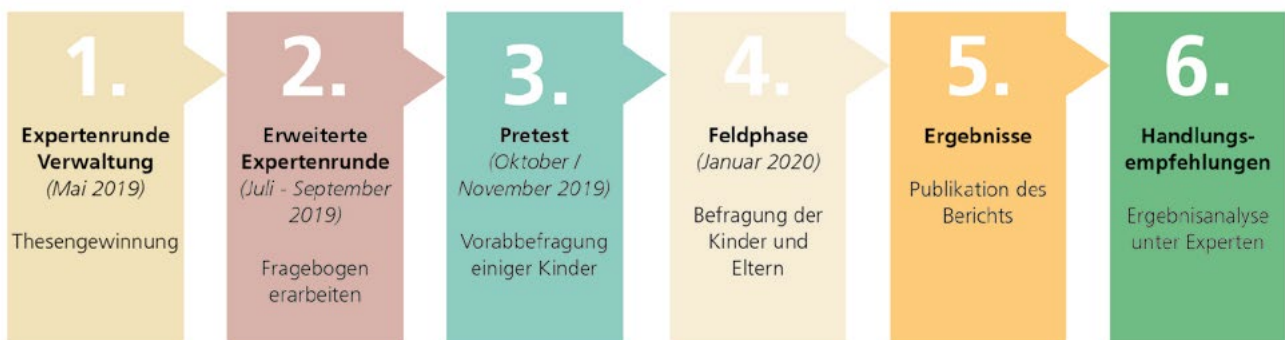 1.
Expertenrunde
Verwaltung
(Mai 2019)
Thesengewinnung
2.
Erweiterte
Expertenrunde
(Juli - September
2019)
Fragebogen
erarbeiten
3.
Pretest
(Oktober /
November 2019)
Vorabbefragung
einiger Kinder
4.
Feldphase
(Januar 2020)
Befragung der
Kinder und
Eltern
5.
Ergebnisse
Publikation des
Berichts
6.
Handlungs-
empfehlungen
Ergebnisanalyse
unter Experten